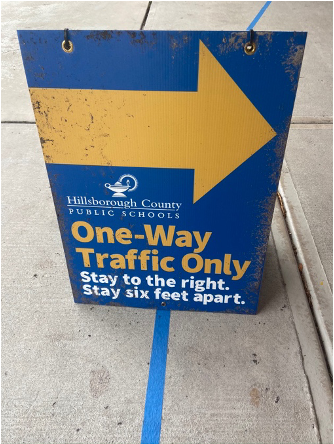 Hillsborough County
PUBLIC SCHOOLS
One-Way
Traffic Only
Stay to the right.
Stay six feet apart.